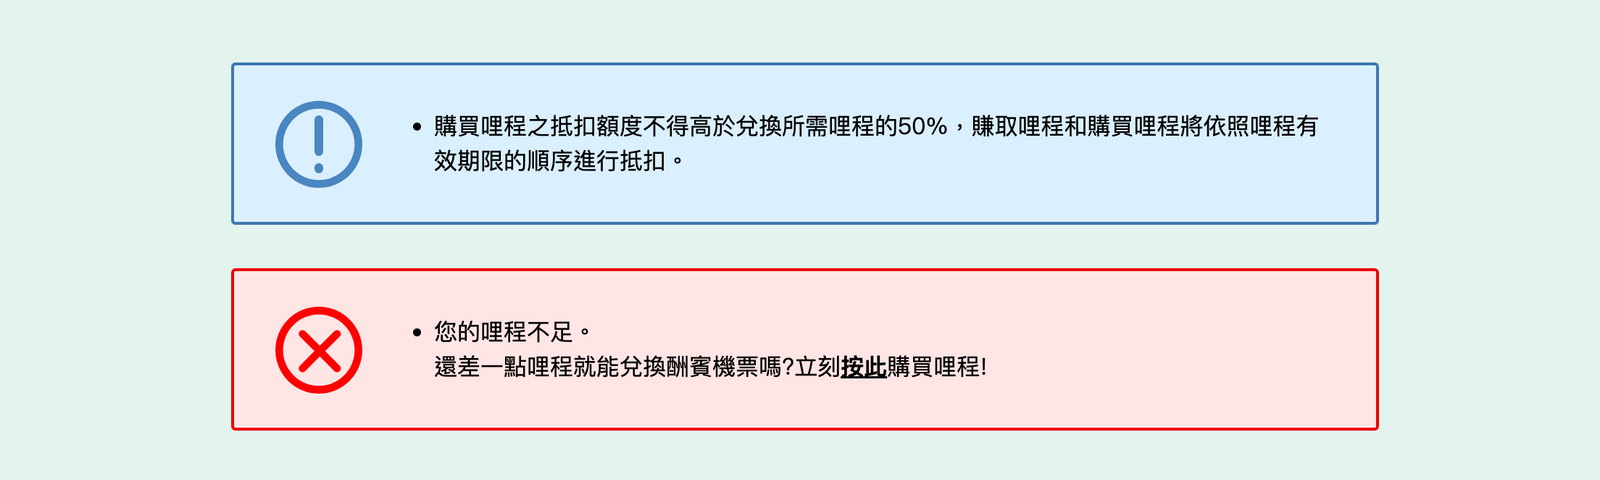 • 購買哩程之抵扣額度不得高於兌換所需哩程的50%，賺取哩程和購買哩程將依照哩程有
效期限的順序進行抵扣。
• 您的哩程不足。
還差一點哩程就能兌換酬賓機票嗎?立刻按此購買哩程!